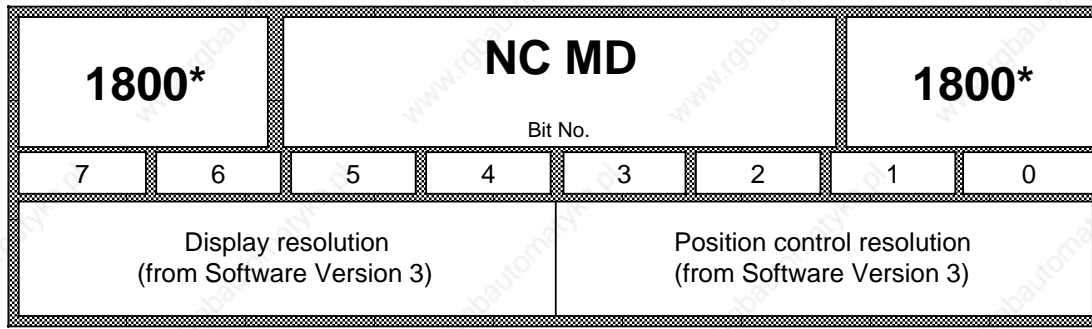 1800*
NC MD
1800*
Bit No.
7 6 5 4 3 2 1 0
Display resolution
(from Software Version 3)
Position control resolution
(from Software Version 3)